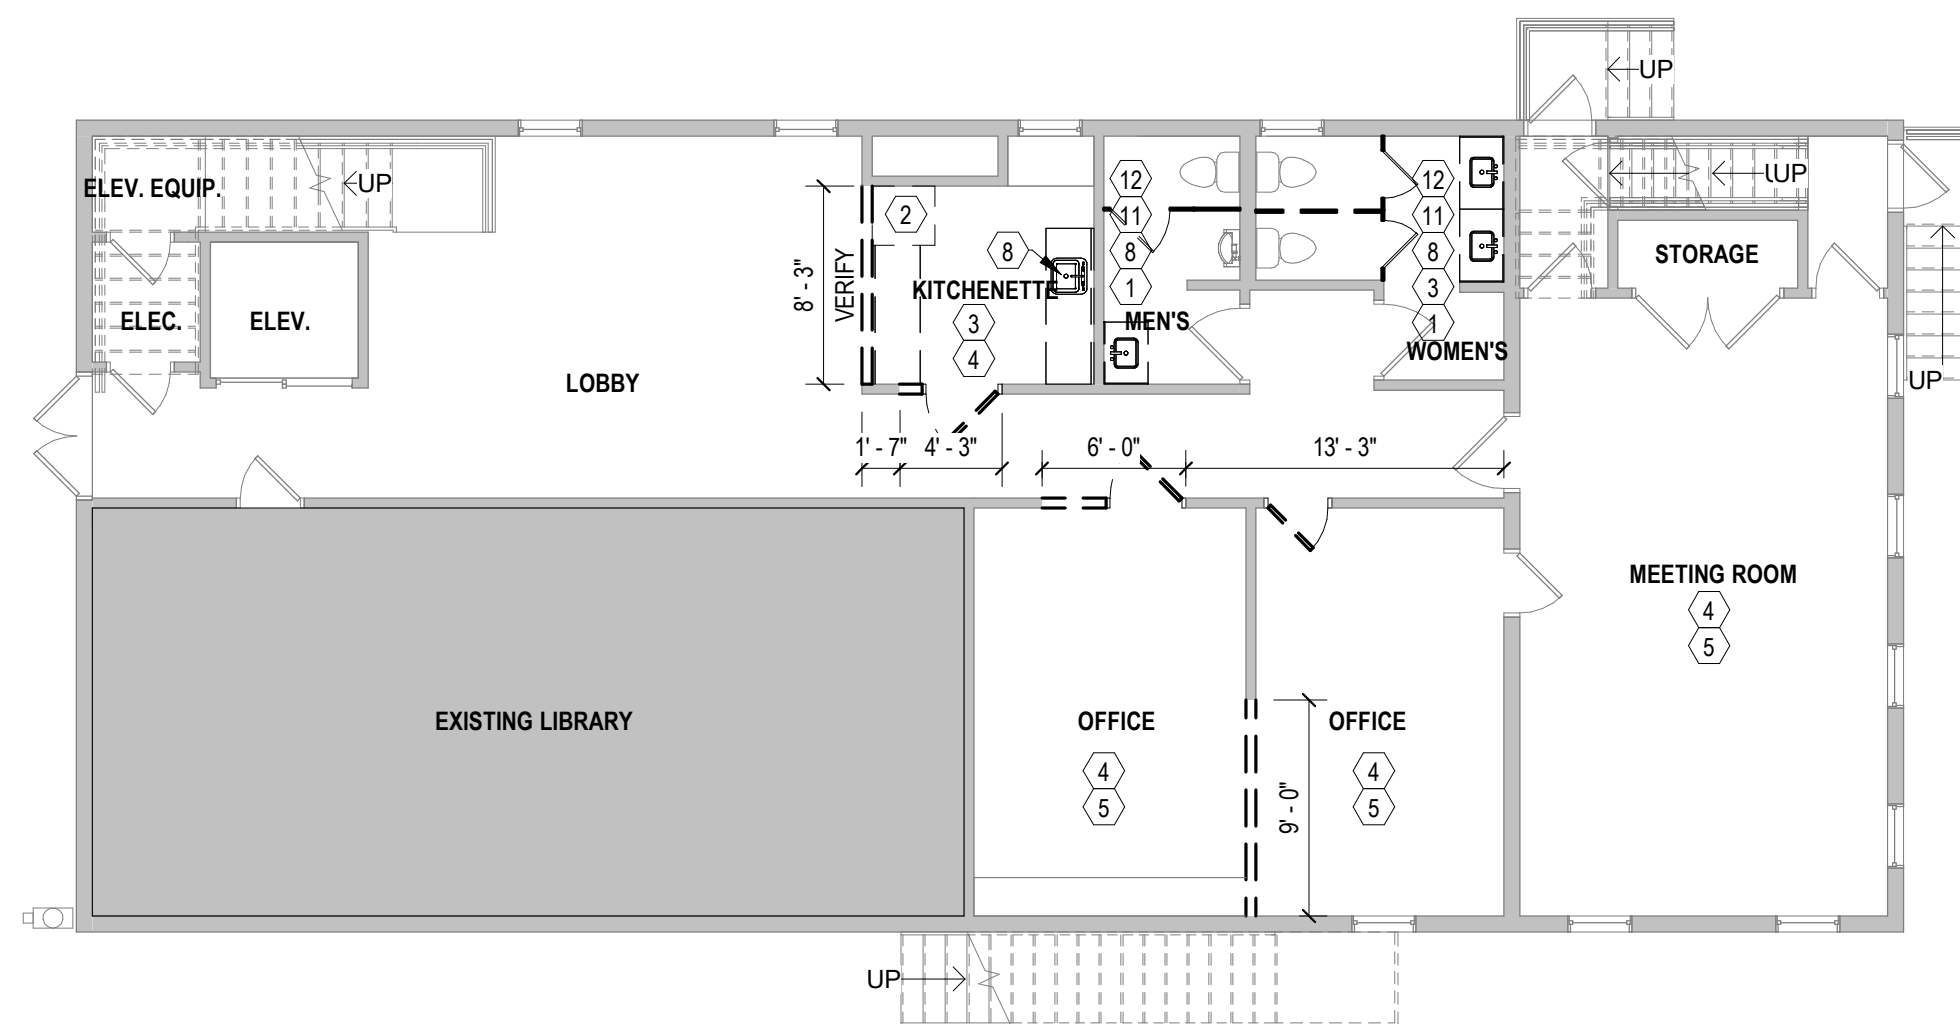 UP
ELEV. EQUIP.
UP
12
11
8
1
12
11
8
3
1
UP
2
8
8' - 3"
VERIFY
KITCHENETTE
3
4
STORAGE
ELEC.
ELEV.
MEN'S
WOMEN'S
LOBBY
UP
1' - 7"
4' - 3"
6' - 0"
13' - 3"
MEETING ROOM
4
5
EXISTING LIBRARY
OFFICE
4
5
OFFICE
4
5
9' - 0"
UP